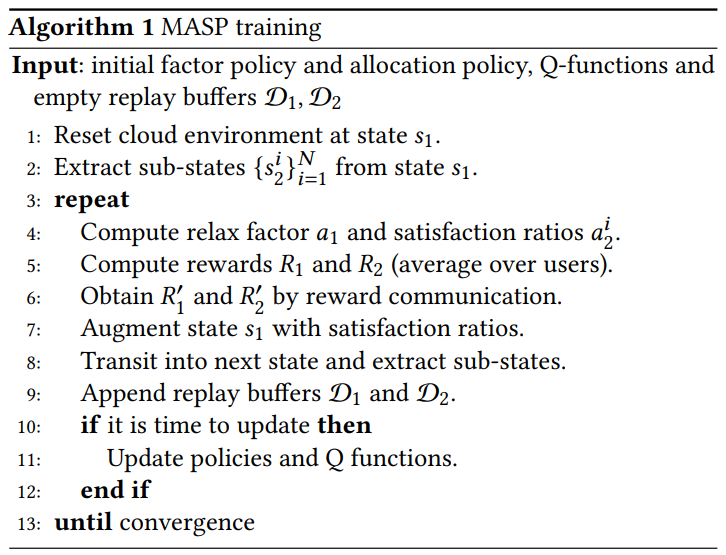 Algorithm 1 MASP training
Input: initial factor policy and allocation policy, Q-functions and
empty replay buffers 𝒟₁, 𝒟₂
1: Reset cloud environment at state s₁.
2: Extract sub-states {s₂ⁱ}ᵢ₌₁ᴺ from state s₁.
3: repeat
4: Compute relax factor a₁ and satisfaction ratios a₂ⁱ.
5: Compute rewards R₁ and R₂ (average over users).
6: Obtain R₁′ and R₂′ by reward communication.
7: Augment state s₁ with satisfaction ratios.
8: Transit into next state and extract sub-states.
9: Append replay buffers 𝒟₁ and 𝒟₂.
10: if it is time to update then
11: Update policies and Q functions.
12: end if
13: until convergence